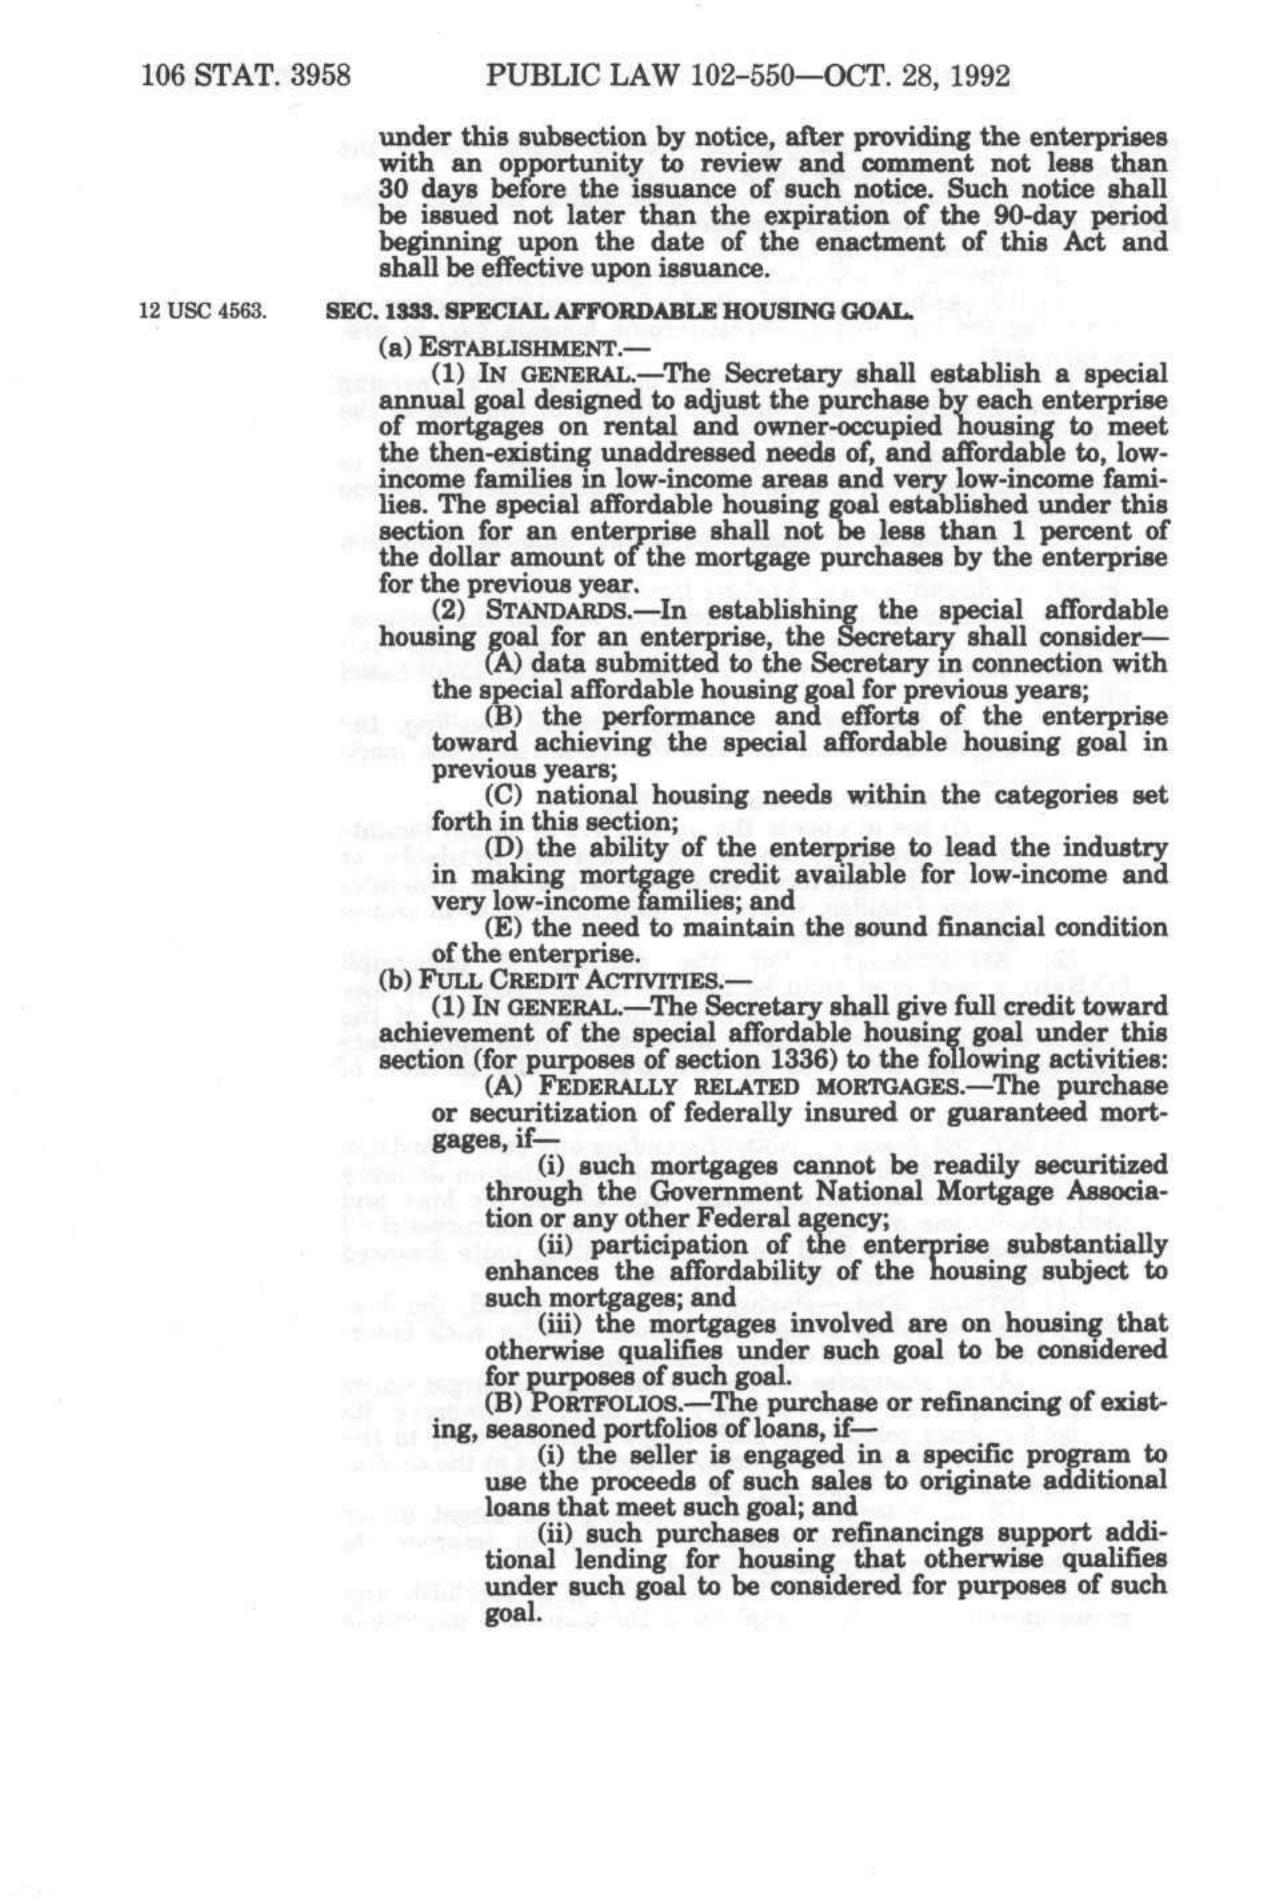 106 STAT. 3958 PUBLIC LAW 102-550—OCT. 28, 1992
under this subsection by notice, after providing the enterprises
with an opportunity to review and comment not less than
30 days before the issuance of such notice. Such notice shall
be issued not later than the expiration of the 90-day period
beginning upon the date of the enactment of this Act and
shall be effective upon issuance.
12 USC 4563. SEC. 1333. SPECIAL AFFORDABLE HOUSING GOAL.
(a) ESTABLISHMENT.—
(1) IN GENERAL.—The Secretary shall establish a special
annual goal designed to adjust the purchase by each enterprise
of mortgages on rental and owner-occupied housing to meet
the then-existing unaddressed needs of, and affordable to, low-
income families in low-income areas and very low-income fami-
lies. The special affordable housing goal established under this
section for an enterprise shall not be less than 1 percent of
the dollar amount of the mortgage purchases by the enterprise
for the previous year.
(2) STANDARDS.—In establishing the special affordable
housing goal for an enterprise, the Secretary shall consider—
(A) data submitted to the Secretary in connection with
the special affordable housing goal for previous years;
(B) the performance and efforts of the enterprise
toward achieving the special affordable housing goal in
previous years;
(C) national housing needs within the categories set
forth in this section;
(D) the ability of the enterprise to lead the industry
in making mortgage credit available for low-income and
very low-income families; and
(E) the need to maintain the sound financial condition
of the enterprise.
(b) FULL CREDIT ACTIVITIES.—
(1) IN GENERAL.—The Secretary shall give full credit toward
achievement of the special affordable housing goal under this
section (for purposes of section 1336) to the following activities:
(A) FEDERALLY RELATED MORTGAGES.—The purchase
or securitization of federally insured or guaranteed mort-
gages, if—
(i) such mortgages cannot be readily securitized
through the Government National Mortgage Associa-
tion or any other Federal agency;
(ii) participation of the enterprise substantially
enhances the affordability of the housing subject to
such mortgages; and
(iii) the mortgages involved are on housing that
otherwise qualifies under such goal to be considered
for purposes of such goal.
(B) PORTFOLIOS.—The purchase or refinancing of exist-
ing, seasoned portfolios of loans, if—
(i) the seller is engaged in a specific program to
use the proceeds of such sales to originate additional
loans that meet such goal; and
(ii) such purchases or refinancings support addi-
tional lending for housing that otherwise qualifies
under such goal to be considered for purposes of such
goal.